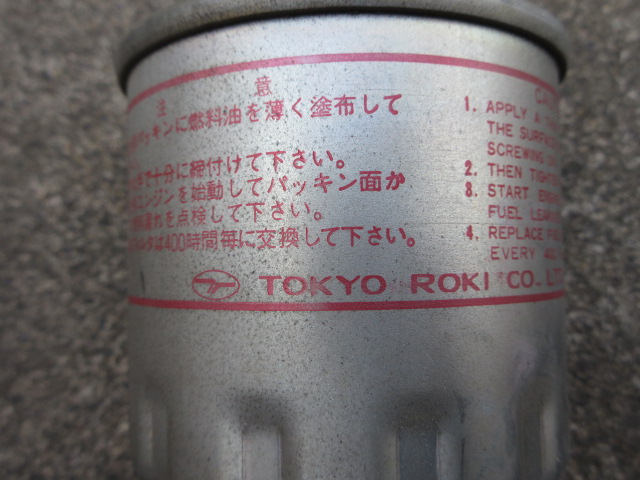 注 意
パッキンに燃料油を薄く塗布して
で十分に締付けて下さい。
エンジンを始動してパッキン面か
れを点検して下さい。
は400時間毎に交換して下さい。
1. APPLY A
THE SURFACE
SCREWING
2. THEN TIGHTEN
3. START
FUEL
4. REPLACE
EVERY
TOKYO ROKI CO. LT